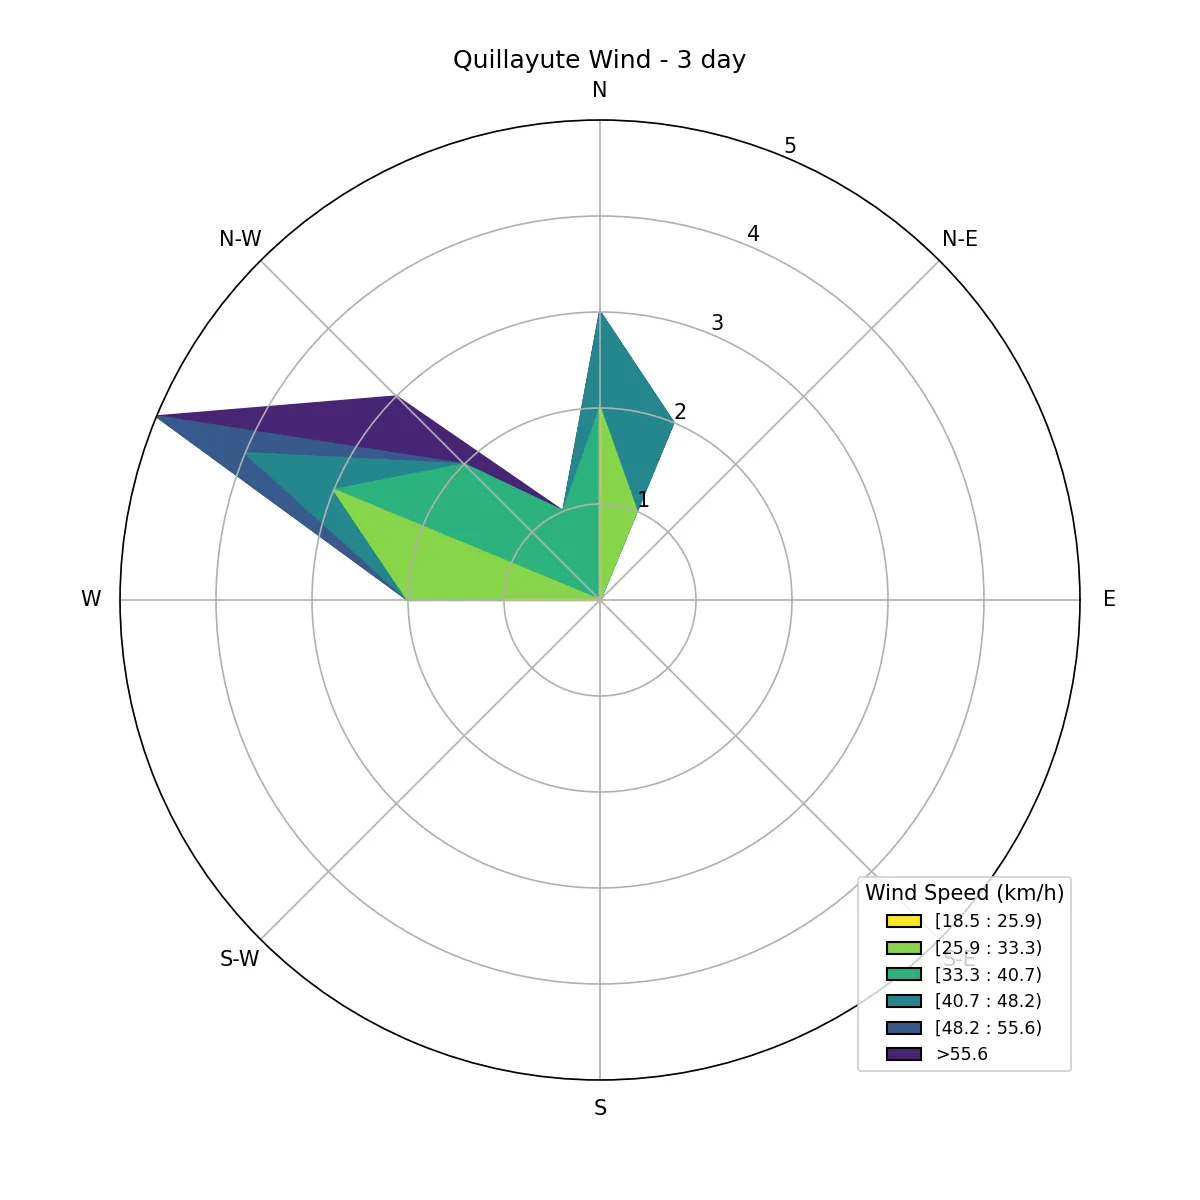 Quillayute Wind - 3 day
N
5
N-W
4
N-E
3
2
1
W
E
S-W
S-E
S
Wind Speed (km/h)
[18.5 : 25.9)
[25.9 : 33.3)
[33.3 : 40.7)
[40.7 : 48.2)
[48.2 : 55.6)
>55.6